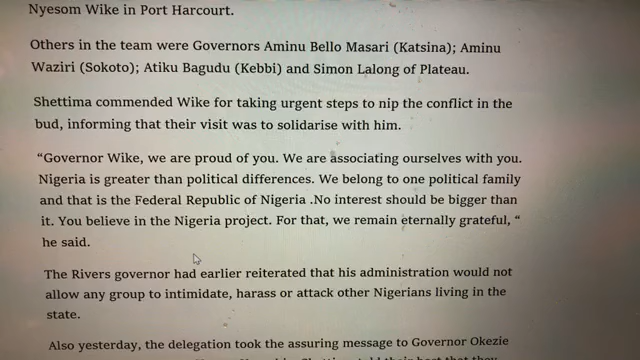 Nyesom Wike in Port Harcourt.
Others in the team were Governors Aminu Bello Masari (Katsina); Aminu
Waziri (Sokoto); Atiku Bagudu (Kebbi) and Simon Lalong of Plateau.
Shettima commended Wike for taking urgent steps to nip the conflict in the
bud, informing that their visit was to solidarise with him.
“Governor Wike, we are proud of you. We are associating ourselves with you.
Nigeria is greater than political differences. We belong to one political family
and that is the Federal Republic of Nigeria .No interest should be bigger than
it. You believe in the Nigeria project. For that, we remain eternally grateful, “
he said.
The Rivers governor had earlier reiterated that his administration would not
allow any group to intimidate, harass or attack other Nigerians living in the
state.
Also yesterday, the delegation took the assuring message to Governor Okezie